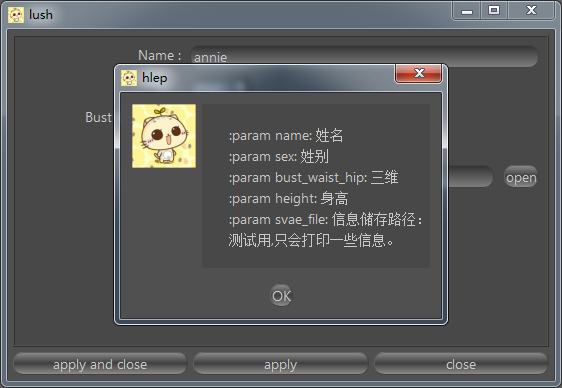 lush
Name :
annie
hlep
Bust
:param name: 姓名
:param sex: 姓别
:param bust_waist_hip: 三维
:param height: 身高
:param svae_file: 信息储存路径：
测试用,只会打印一些信息。
open
OK
apply and close
apply
close